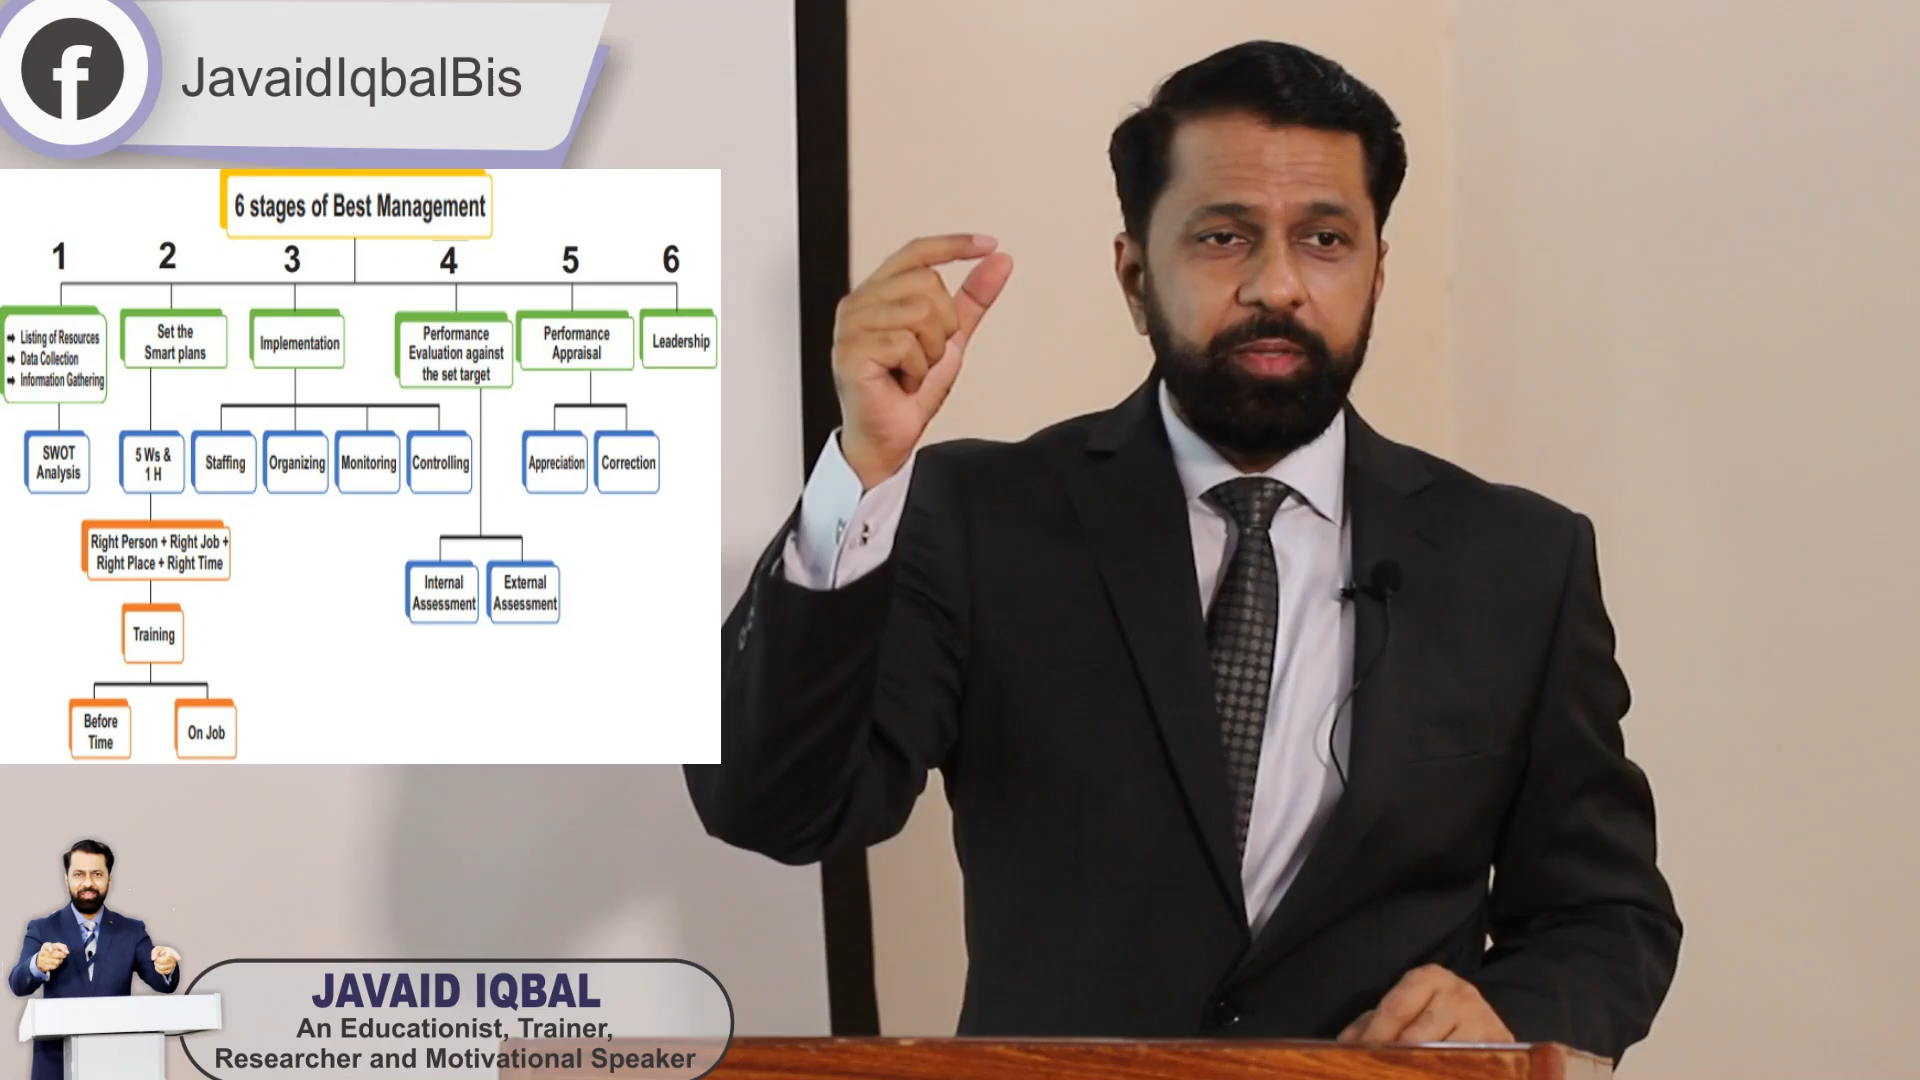 f JavaidIqbalBis
6 stages of Best Management
1 2 3 4 5 6
➡ Listing of Resources
➡ Data Collection
➡ Information Gathering
Set the
Smart plans
Implementation
Performance
Evaluation against
the set target
Performance
Appraisal
Leadership
SWOT
Analysis
5 Ws &
1 H
Staffing
Organizing
Monitoring
Controlling
Appreciation
Correction
Right Person + Right Job +
Right Place + Right Time
Internal
Assessment
External
Assessment
Training
Before
Time
On Job
JAVAID IQBAL
An Educationist, Trainer,
Researcher and Motivational Speaker